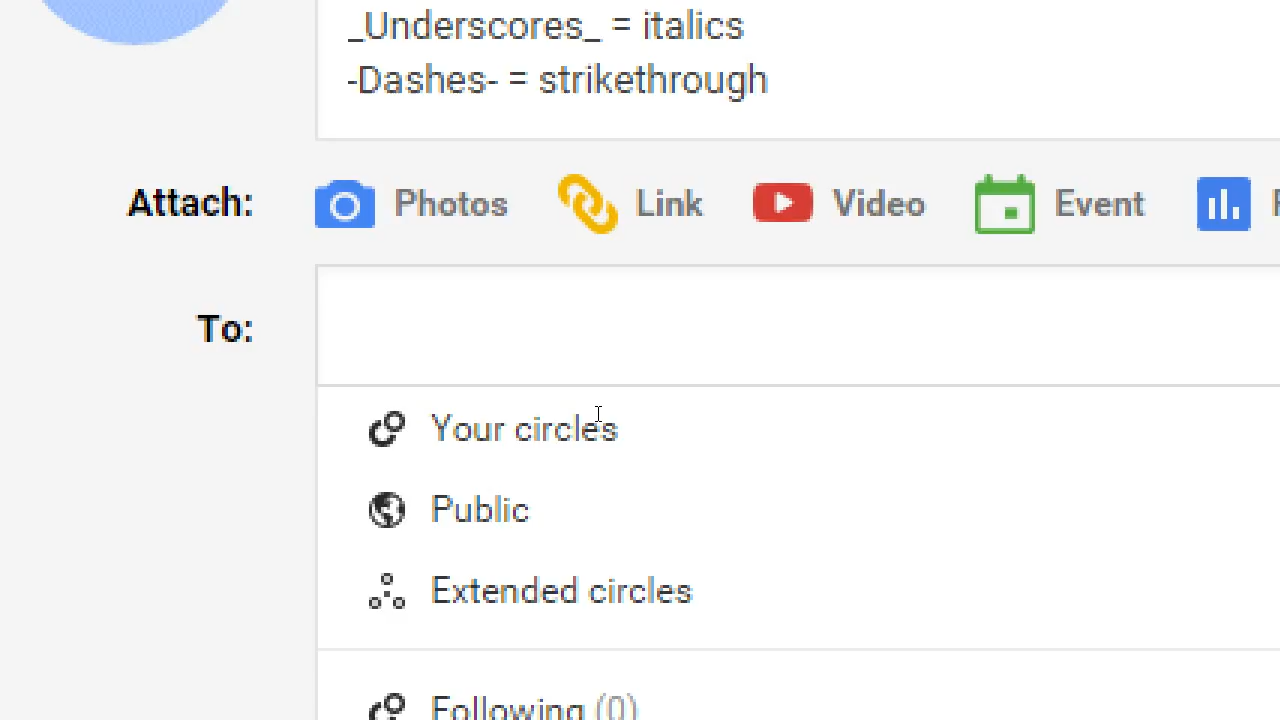 _Underscores_ = italics
-Dashes- = strikethrough
Attach: Photos Link Video Event
To:
Your circles
Public
Extended circles
Following (0)